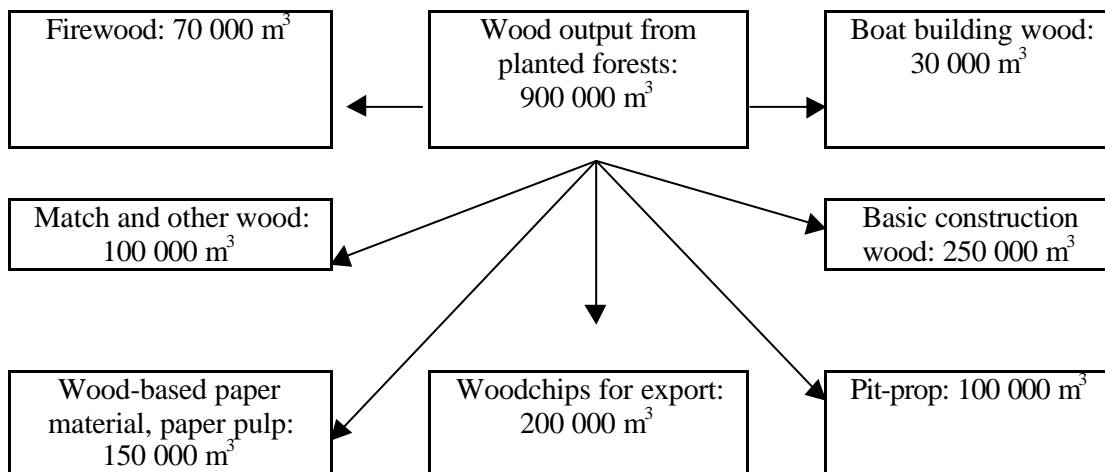 Firewood: 70 000 m³
Wood output from
planted forests:
900 000 m³
Boat building wood:
30 000 m³
Match and other wood:
100 000 m³
Basic construction
wood: 250 000 m³
Wood-based paper
material, paper pulp:
150 000 m³
Woodchips for export:
200 000 m³
Pit-prop: 100 000 m³